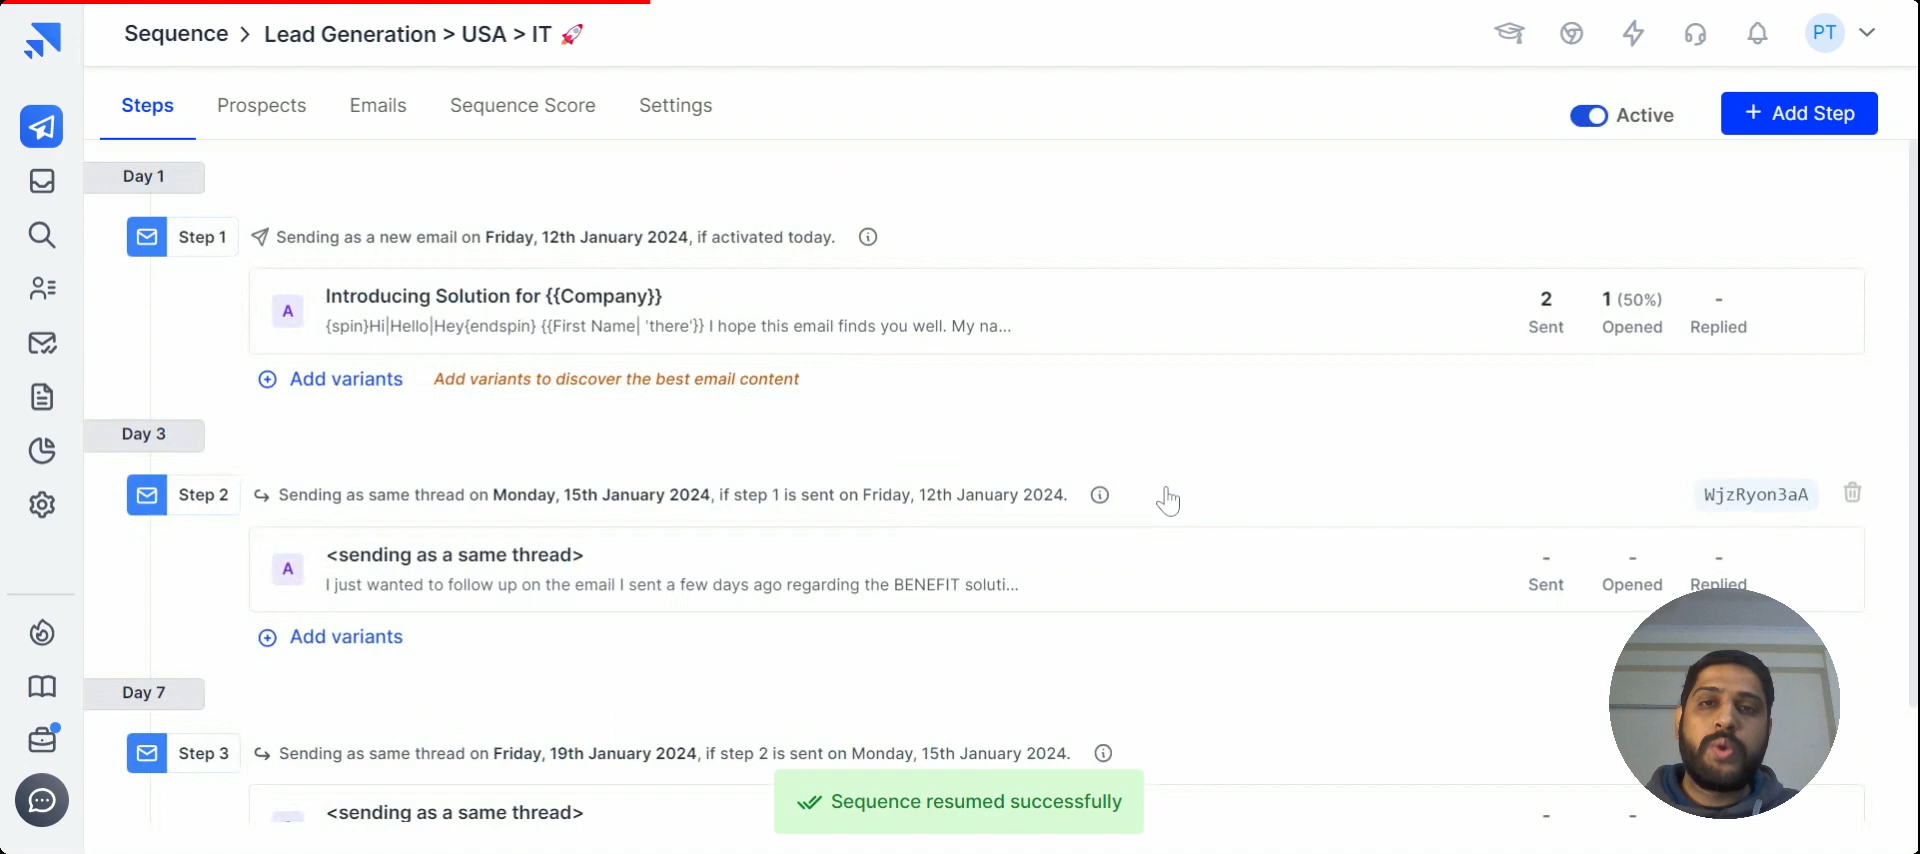 Sequence > Lead Generation > USA > IT 🚀
PT
Steps Prospects Emails Sequence Score Settings
Active + Add Step
Day 1
Step 1 Sending as a new email on Friday, 12th January 2024, if activated today.
A Introducing Solution for {{Company}} 2 1 (50%) -
{spin}Hi|Hello|Hey{endspin} {{First Name| 'there'}} I hope this email finds you well. My na... Sent Opened Replied
Add variants Add variants to discover the best email content
Day 3
Step 2 Sending as same thread on Monday, 15th January 2024, if step 1 is sent on Friday, 12th January 2024. WjzRyon3aA
A <sending as a same thread> - - -
I just wanted to follow up on the email I sent a few days ago regarding the BENEFIT soluti... Sent Opened Replied
Add variants
Day 7
Step 3 Sending as same thread on Friday, 19th January 2024, if step 2 is sent on Monday, 15th January 2024.
<sending as a same thread> - -
Sequence resumed successfully